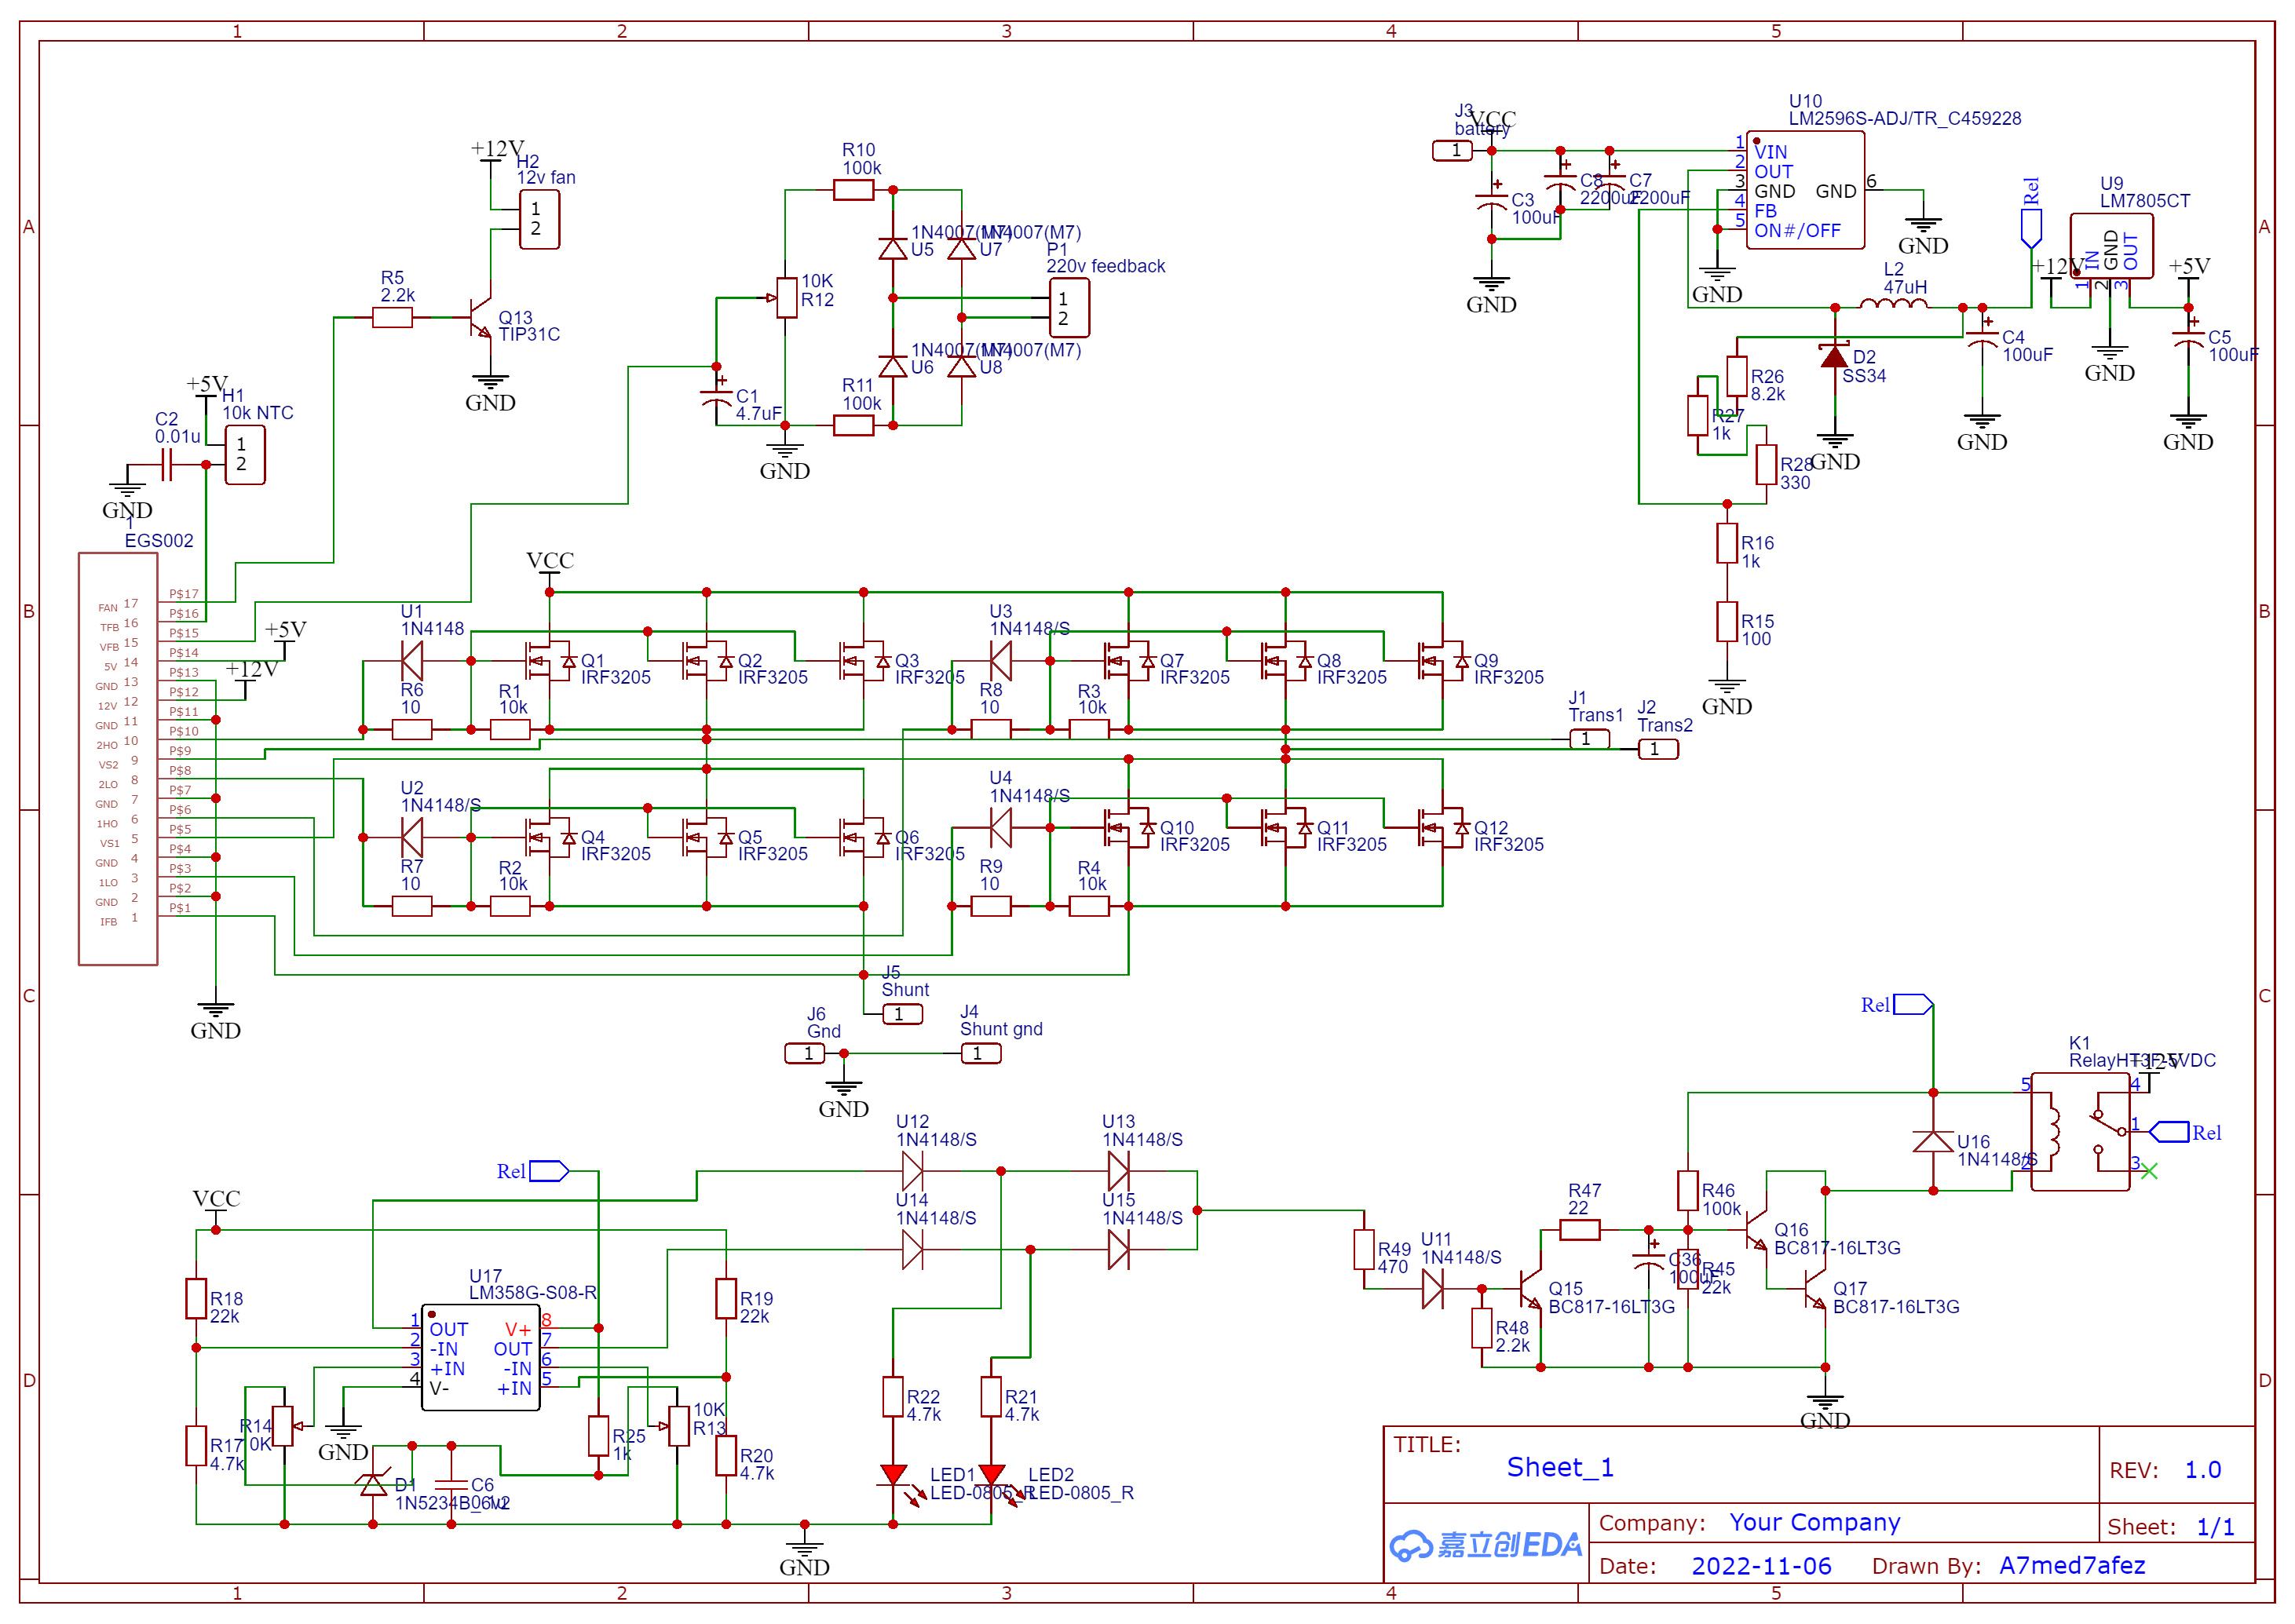 1 2 3 4 5
A
B
C
D
+12V
H2
12v fan
1
2
R5
2.2k
Q13
TIP31C
GND
+5V
H1
10k NTC
1
2
C2
0.01u
GND
R10
100k
10K
R12
1N4007(M7)
U5
1N4007(M7)
U7
P1
220v feedback
1
2
1N4007(M7)
U6
1N4007(M7)
U8
C1
4.7uF
R11
100k
GND
J3
battery
1
VCC
C3
100uF
C8
2200uF
C7
2200uF
GND
U10
LM2596S-ADJ/TR_C459228
1 VIN
2 OUT
3 GND
4 FB
5 ON#/OFF
GND 6
GND
GND
L2
47uH
Rel
U9
LM7805CT
IN
GND
OUT
1 2 3
+12V
+5V
GND
C4
100uF
GND
C5
100uF
GND
D2
SS34
GND
R26
8.2k
R27
1k
R28
330
R16
1k
R15
100
GND
1
EGS002
FAN 17 P$17
TFB 16 P$16
VFB 15 P$15
5V 14 P$14
GND 13 P$13
12V 12 P$12
GND 11 P$11
2HO 10 P$10
VS2 9 P$9
2LO 8 P$8
GND 7 P$7
1HO 6 P$6
VS1 5 P$5
GND 4 P$4
1LO 3 P$3
GND 2 P$2
IFB 1 P$1
+5V
+12V
GND
VCC
U1
1N4148
R6
10
R1
10k
Q1
IRF3205
Q2
IRF3205
Q3
IRF3205
U3
1N4148/S
R8
10
R3
10k
Q7
IRF3205
Q8
IRF3205
Q9
IRF3205
J1
Trans1
1
J2
Trans2
1
U2
1N4148/S
R7
10
R2
10k
Q4
IRF3205
Q5
IRF3205
Q6
IRF3205
U4
1N4148/S
R9
10
R4
10k
Q10
IRF3205
Q11
IRF3205
Q12
IRF3205
J5
Shunt
1
J6
Gnd
1
J4
Shunt gnd
1
GND
VCC
Rel
R18
22k
R17
4.7k
U17
LM358G-S08-R
1 OUT
2 -IN
3 +IN
4 V-
V+ 8
OUT 7
-IN 6
+IN 5
R14
GND
D1
1N5234B_6v2
C6
R25
1k
10K
R13
R19
22k
R20
4.7k
GND
U12
1N4148/S
U14
1N4148/S
U13
1N4148/S
U15
1N4148/S
R22
4.7k
R21
4.7k
LED1
LED-0805_R
LED2
LED-0805_R
R49
470
U11
1N4148/S
R48
2.2k
Q15
BC817-16LT3G
R47
22
C36
100uF
R46
100k
R45
22k
Q16
BC817-16LT3G
Q17
BC817-16LT3G
GND
Rel
U16
1N4148/S
K1
RelayHT3F-5VDC
+12V
5
2
4
1
3
Rel
TITLE:
Sheet_1
REV: 1.0
嘉立创EDA
Company: Your Company
Sheet: 1/1
Date: 2022-11-06 Drawn By: A7med7afez
1 2 3 4 5
A
B
C
D